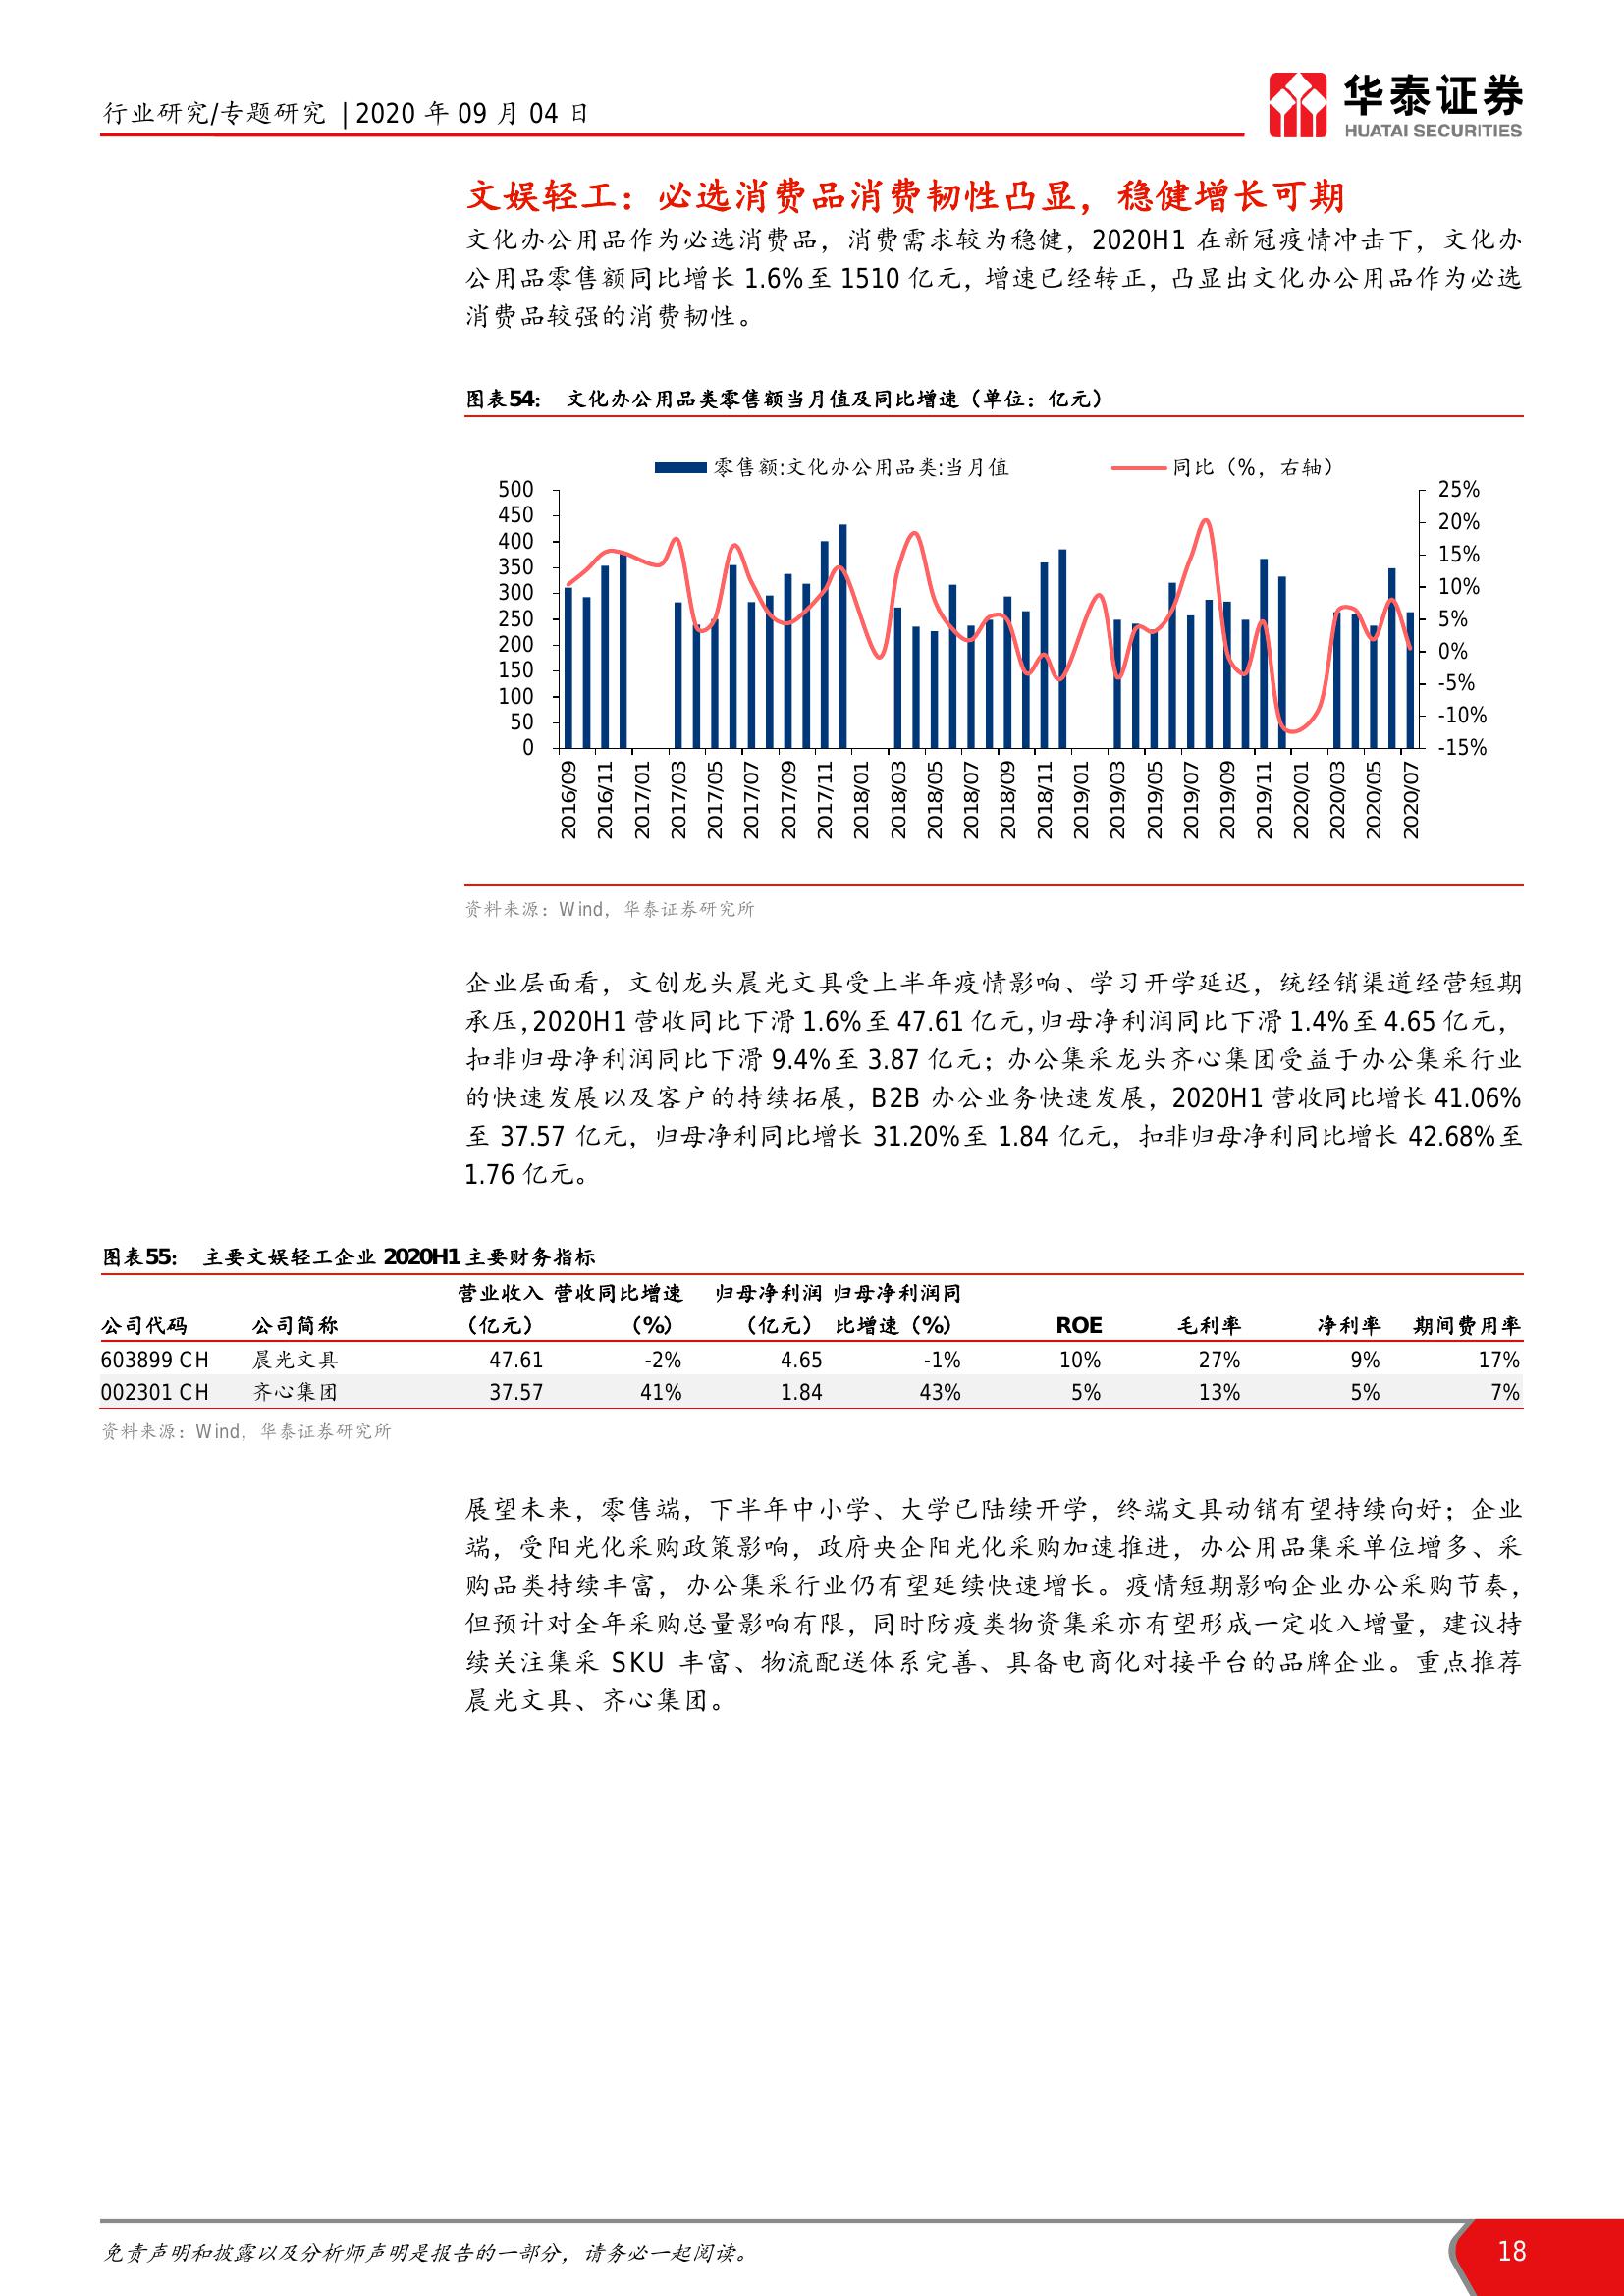 行业研究/专题研究 | 2020 年 09 月 04 日
华泰证券
HUATAI SECURITIES
文娱轻工：必选消费品消费韧性凸显，稳健增长可期
文化办公用品作为必选消费品，消费需求较为稳健，2020H1 在新冠疫情冲击下，文化办
公用品零售额同比增长 1.6%至 1510 亿元，增速已经转正，凸显出文化办公用品作为必选
消费品较强的消费韧性。
图表54： 文化办公用品类零售额当月值及同比增速（单位：亿元）
零售额:文化办公用品类:当月值 同比（%，右轴）
500 25%
450 20%
400 15%
350 10%
300 5%
250 0%
200 -5%
150 -10%
100 -15%
50
0
2016/09 2016/11 2017/01 2017/03 2017/05 2017/07 2017/09 2017/11 2018/01 2018/03 2018/05 2018/07 2018/09 2018/11 2019/01 2019/03 2019/05 2019/07 2019/09 2019/11 2020/01 2020/03 2020/05 2020/07
资料来源：Wind，华泰证券研究所
企业层面看，文创龙头晨光文具受上半年疫情影响、学习开学延迟，统经销渠道经营短期
承压，2020H1 营收同比下滑 1.6%至 47.61 亿元，归母净利润同比下滑 1.4%至 4.65 亿元，
扣非归母净利润同比下滑 9.4%至 3.87 亿元；办公集采龙头齐心集团受益于办公集采行业
的快速发展以及客户的持续拓展，B2B 办公业务快速发展，2020H1 营收同比增长 41.06%
至 37.57 亿元，归母净利同比增长 31.20%至 1.84 亿元，扣非归母净利同比增长 42.68%至
1.76 亿元。
图表55： 主要文娱轻工企业 2020H1 主要财务指标
营业收入 营收同比增速 归母净利润 归母净利润同
公司代码 公司简称 （亿元） （%） （亿元） 比增速（%） ROE 毛利率 净利率 期间费用率
603899 CH 晨光文具 47.61 -2% 4.65 -1% 10% 27% 9% 17%
002301 CH 齐心集团 37.57 41% 1.84 43% 5% 13% 5% 7%
资料来源：Wind，华泰证券研究所
展望未来，零售端，下半年中小学、大学已陆续开学，终端文具动销有望持续向好；企业
端，受阳光化采购政策影响，政府央企阳光化采购加速推进，办公用品集采单位增多、采
购品类持续丰富，办公集采行业仍有望延续快速增长。疫情短期影响企业办公采购节奏，
但预计对全年采购总量影响有限，同时防疫类物资集采亦有望形成一定收入增量，建议持
续关注集采 SKU 丰富、物流配送体系完善、具备电商化对接平台的品牌企业。重点推荐
晨光文具、齐心集团。
免责声明和披露以及分析师声明是报告的一部分，请务必一起阅读。 18